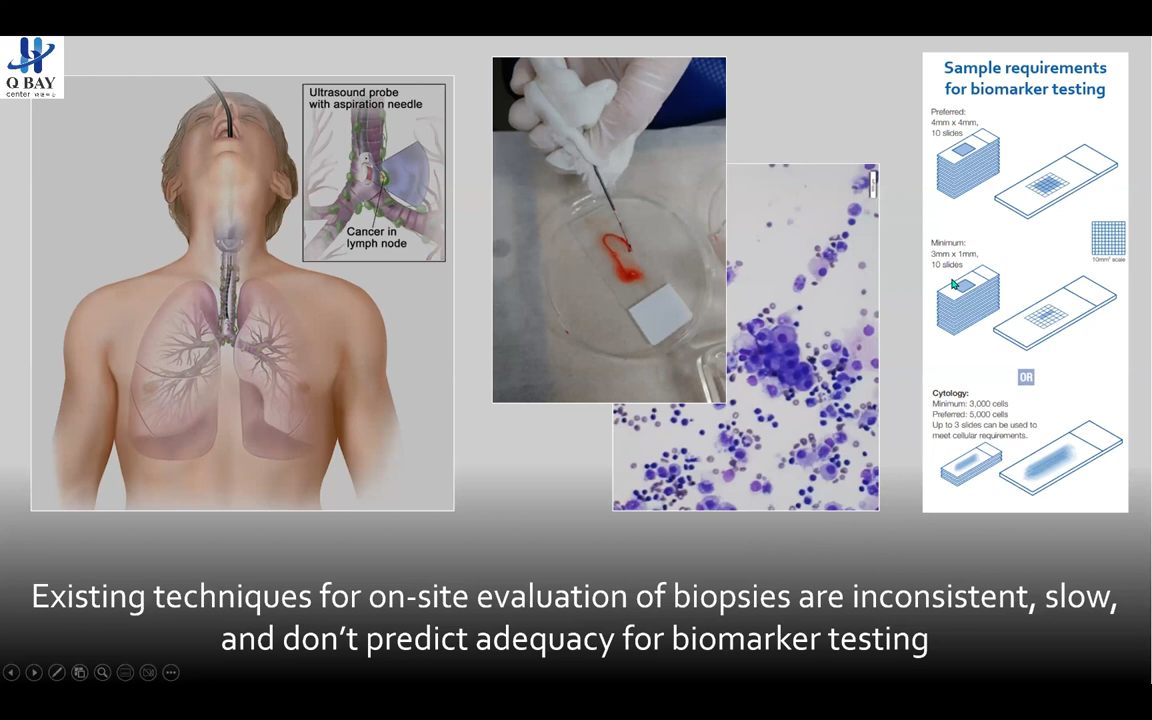 Q BAY
center
Ultrasound probe
with aspiration needle
Cancer in
lymph node
Sample requirements
for biomarker testing
Preferred:
4mm x 4mm,
10 slides
Minimum:
3mm x 1mm,
10 slides
10mm² scale
OR
Cytology:
Minimum: 3,000 cells
Preferred: 5,000 cells
Up to 3 slides can be used to
meet cellular requirements.
Existing techniques for on-site evaluation of biopsies are inconsistent, slow,
and don't predict adequacy for biomarker testing